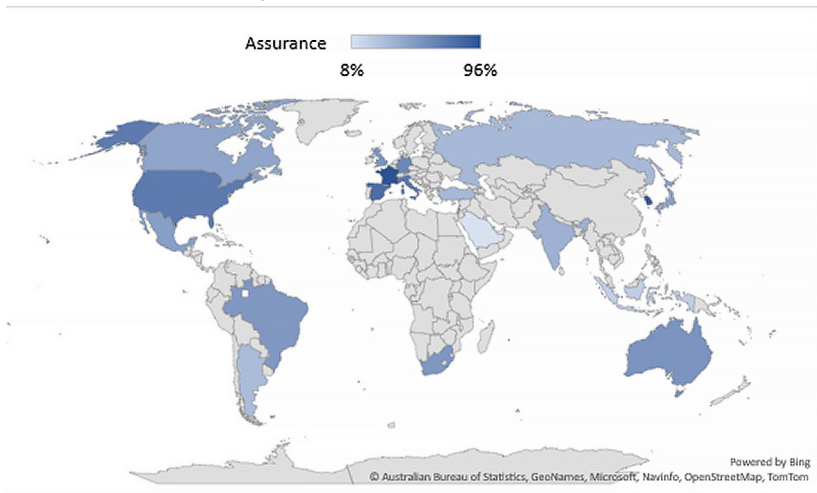 Assurance
8% 96%
Powered by Bing
© Australian Bureau of Statistics, GeoNames, Microsoft, Navinfo, OpenStreetMap, TomTom